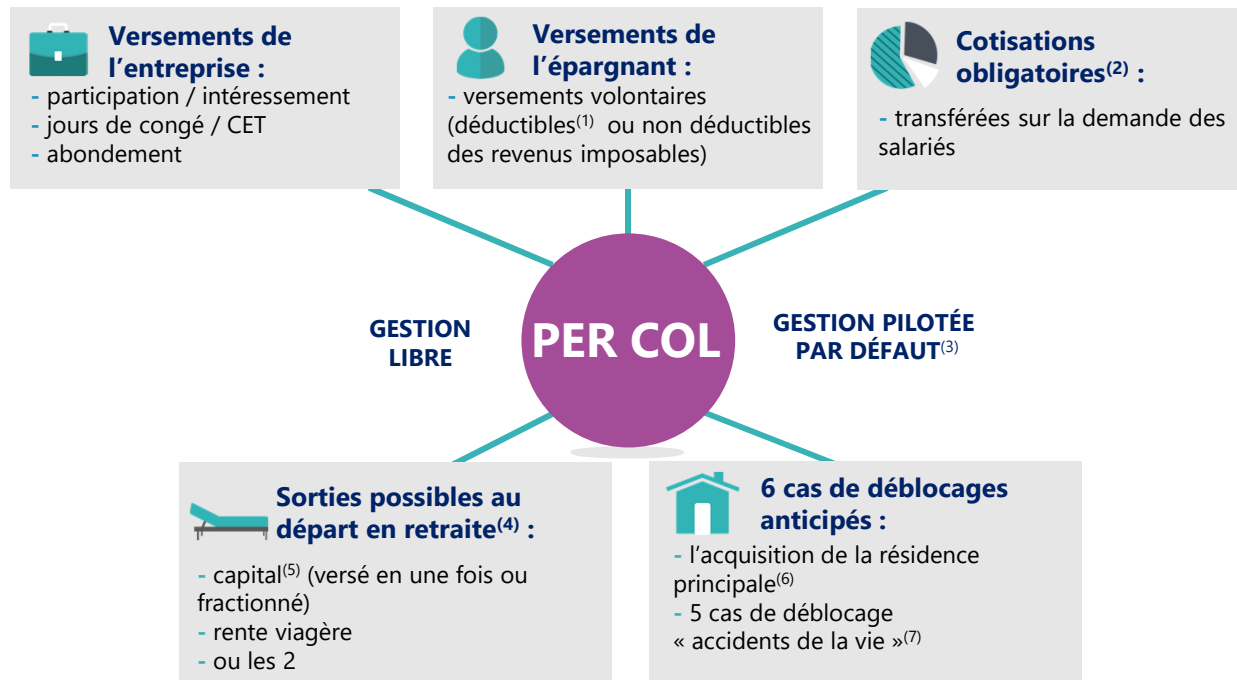 Versements de
l’entreprise :
- participation / intéressement
- jours de congé / CET
- abondement
Versements de
l’épargnant :
- versements volontaires
(déductibles(1) ou non déductibles
des revenus imposables)
Cotisations
obligatoires(2) :
- transférées sur la demande des
salariés
GESTION
LIBRE
PER COL
GESTION PILOTÉE
PAR DÉFAUT(3)
Sorties possibles au
départ en retraite(4) :
- capital(5) (versé en une fois ou
fractionné)
- rente viagère
- ou les 2
6 cas de déblocages
anticipés :
- l’acquisition de la résidence
principale(6)
- 5 cas de déblocage
« accidents de la vie »(7)